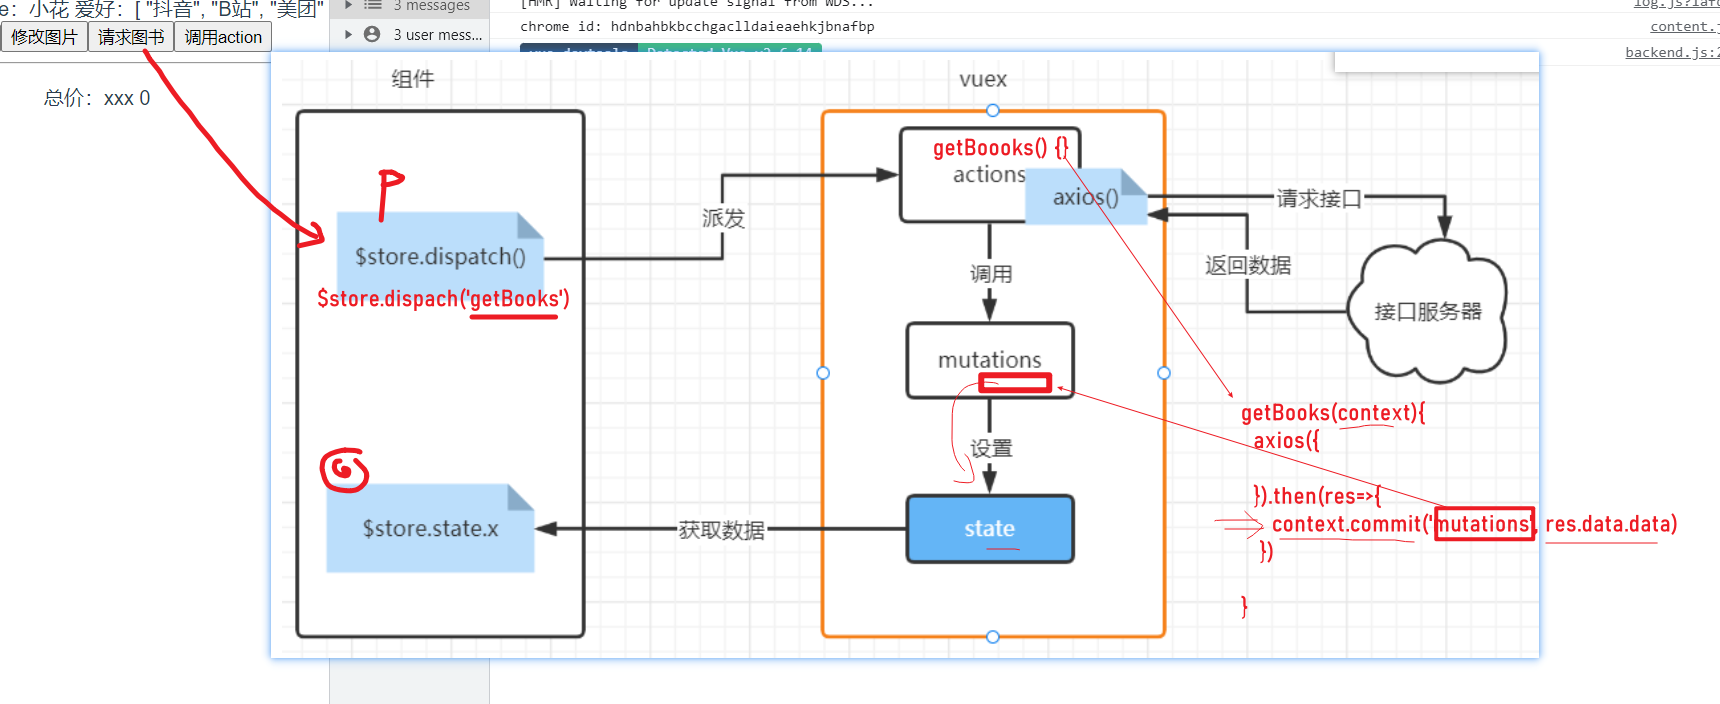 e：小花 爱好：[ "抖音", "B站", "美团"
修改图片 请求图书 调用action
总价：xxx 0
3 messages
3 user mess...
[HMR] Waiting for update signal from WDS...
chrome id: hdnbahbkbcchgaclldaieaehkjbnafbp
content.j
backend.js:2
组件
vuex
getBoooks() {}
actions
axios()
请求接口
派发
$store.dispatch()
返回数据
调用
$store.dispach('getBooks')
接口服务器
mutations
getBooks(context){
axios({
设置
}).then(res=>{
$store.state.x
获取数据
state
context.commit('mutations', res.data.data)
})
}